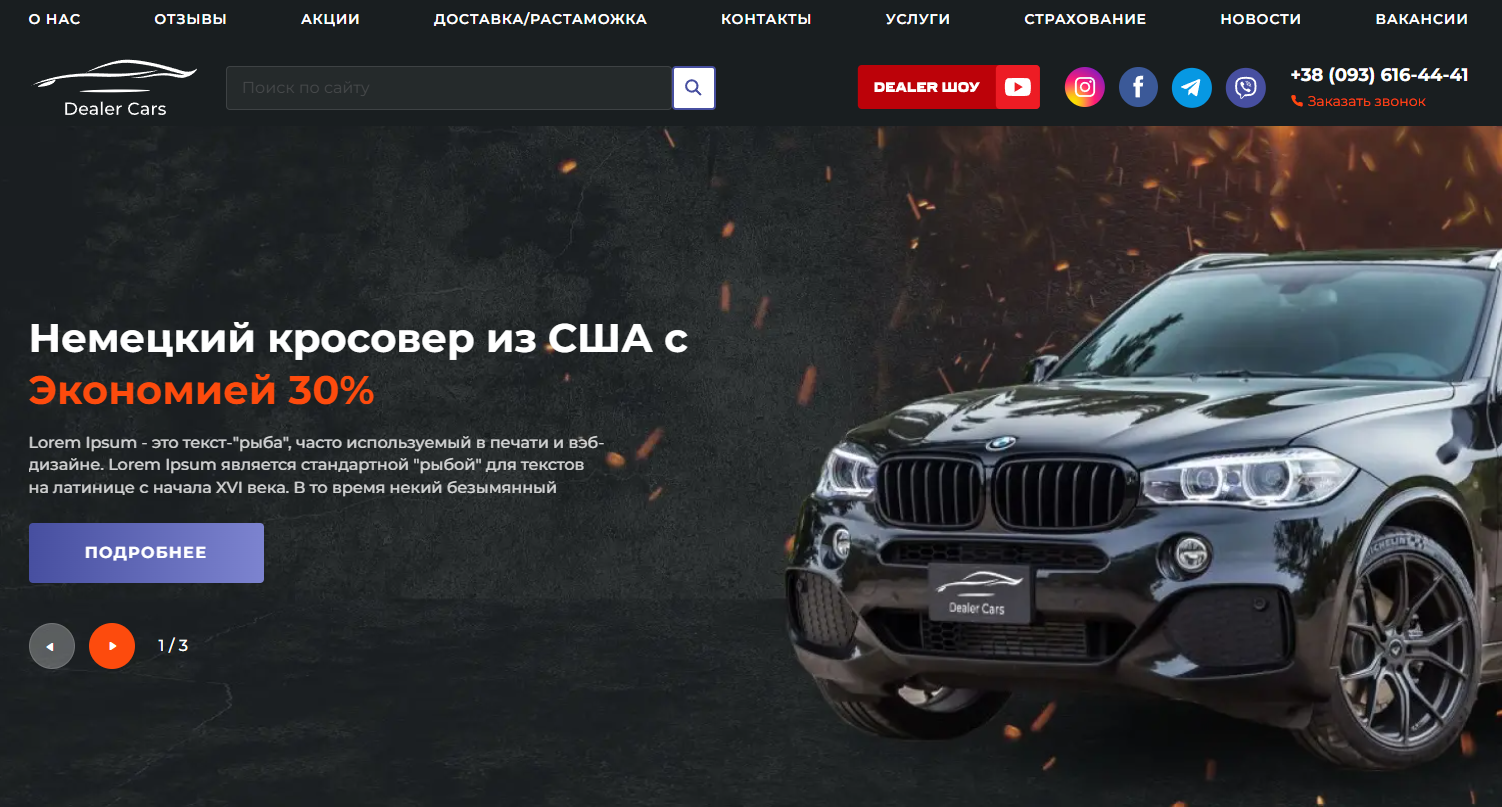 О НАС
ОТЗЫВЫ
АКЦИИ
ДОСТАВКА/РАСТАМОЖКА
КОНТАКТЫ
УСЛУГИ
СТРАХОВАНИЕ
НОВОСТИ
ВАКАНСИИ
Dealer Cars
Поиск по сайту
DEALER ШОУ
+38 (093) 616-44-41
Заказать звонок
Немецкий кросовер из США с
Экономией 30%
Lorem Ipsum - это текст-"рыба", часто используемый в печати и вэб-
дизайне. Lorem Ipsum является стандартной "рыбой" для текстов
на латинице с начала XVI века. В то время некий безымянный
ПОДРОБНЕЕ
1 / 3
Dealer Cars
MICHELIN